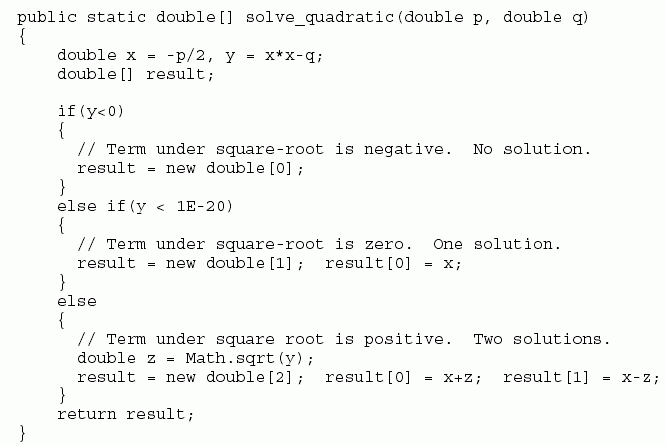 public static double[] solve_quadratic(double p, double q)
{
    double x = -p/2, y = x*x-q;
    double[] result;

    if(y<0)
    {
      // Term under square-root is negative.  No solution.
      result = new double[0];
    }
    else if(y < 1E-20)
    {
      // Term under square-root is zero.  One solution.
      result = new double[1];  result[0] = x;
    }
    else
    {
      // Term under square root is positive.  Two solutions.
      double z = Math.sqrt(y);
      result = new double[2];  result[0] = x+z;  result[1] = x-z;
    }
    return result;
}